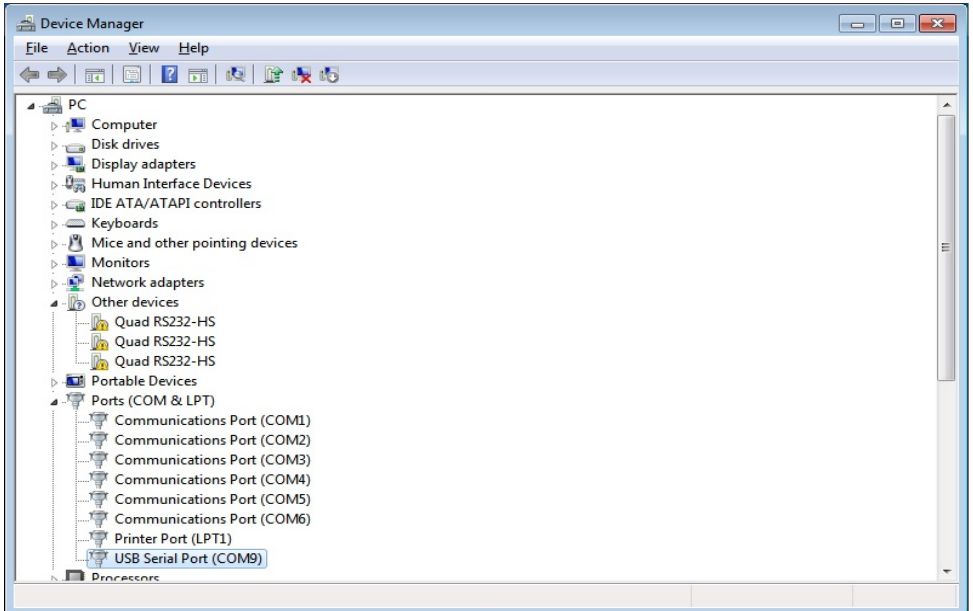 Device Manager
File Action View Help
PC
Computer
Disk drives
Display adapters
Human Interface Devices
IDE ATA/ATAPI controllers
Keyboards
Mice and other pointing devices
Monitors
Network adapters
Other devices
Quad RS232-HS
Quad RS232-HS
Quad RS232-HS
Portable Devices
Ports (COM & LPT)
Communications Port (COM1)
Communications Port (COM2)
Communications Port (COM3)
Communications Port (COM4)
Communications Port (COM5)
Communications Port (COM6)
Printer Port (LPT1)
USB Serial Port (COM9)
Processors